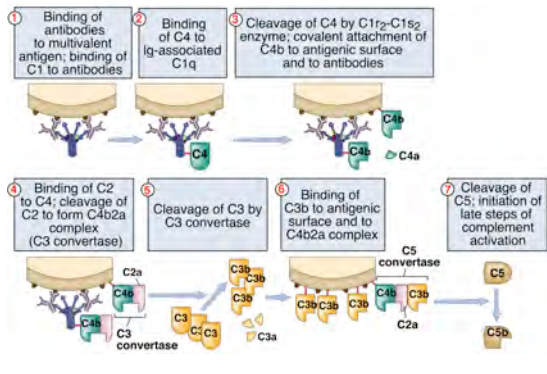 1 Binding of
antibodies
to multivalent
antigen; binding of
C1 to antibodies
2 Binding
of C4 to
Ig-associated
C1q
3 Cleavage of C4 by C1r2-C1s2
enzyme; covalent attachment of
C4b to antigenic surface
and to antibodies
C4
C4b
C4b
C4a
4 Binding of C2
to C4; cleavage of
C2 to form C4b2a
complex
(C3 convertase)
5 Cleavage of C3 by
C3 convertase
6 Binding of
C3b to antigenic
surface and to
C4b2a complex
7 Cleavage of
C5; initiation of
late steps of
complement
activation
C2a
C4b
C4b
C3
convertase
C3
C3
C3
C3b
C3b
C3b
C3a
C3b
C3b
C3b
C5
convertase
C4b
C3b
C2a
C5
C5b